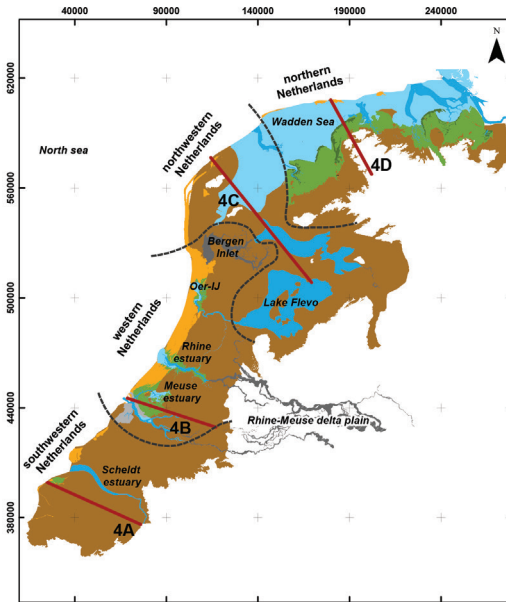 40000 90000 140000 190000 240000
N
620000
560000
500000
440000
380000
northern
Netherlands
Wadden Sea
North sea
northwestern
Netherlands
4D
4C
Bergen
Inlet
Oer-IJ
Lake Flevo
western
Netherlands
Rhine
estuary
Meuse
estuary
4B
Rhine-Meuse delta plain
southwestern
Netherlands
Scheldt
estuary
4A